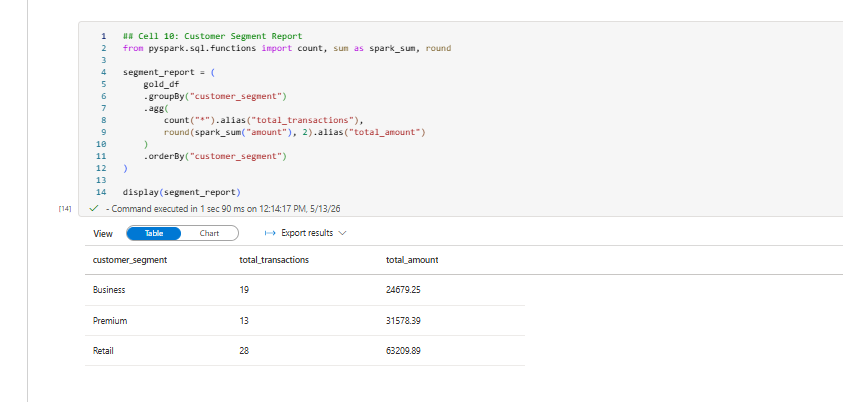 1 ## Cell 10: Customer Segment Report
2 from pyspark.sql.functions import count, sum as spark_sum, round
3
4 segment_report = (
5     gold_df
6     .groupBy("customer_segment")
7     .agg(
8         count("*").alias("total_transactions"),
9         round(spark_sum("amount"), 2).alias("total_amount")
10     )
11     .orderBy("customer_segment")
12 )
13
14 display(segment_report)
[14] ✓ - Command executed in 1 sec 90 ms on 12:14:17 PM, 5/13/26
View Table Chart ↦ Export results ∨
customer_segment total_transactions total_amount
Business 19 24679.25
Premium 13 31578.39
Retail 28 63209.89